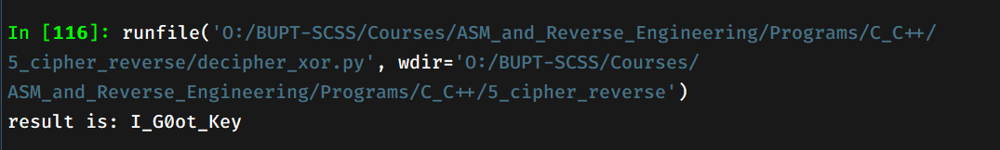 In [116]: runfile('O:/BUPT-SCSS/Courses/ASM_and_Reverse_Engineering/Programs/C_C++/
5_cipher_reverse/decipher_xor.py', wdir='O:/BUPT-SCSS/Courses/
ASM_and_Reverse_Engineering/Programs/C_C++/5_cipher_reverse')
result is: I_G0ot_Key